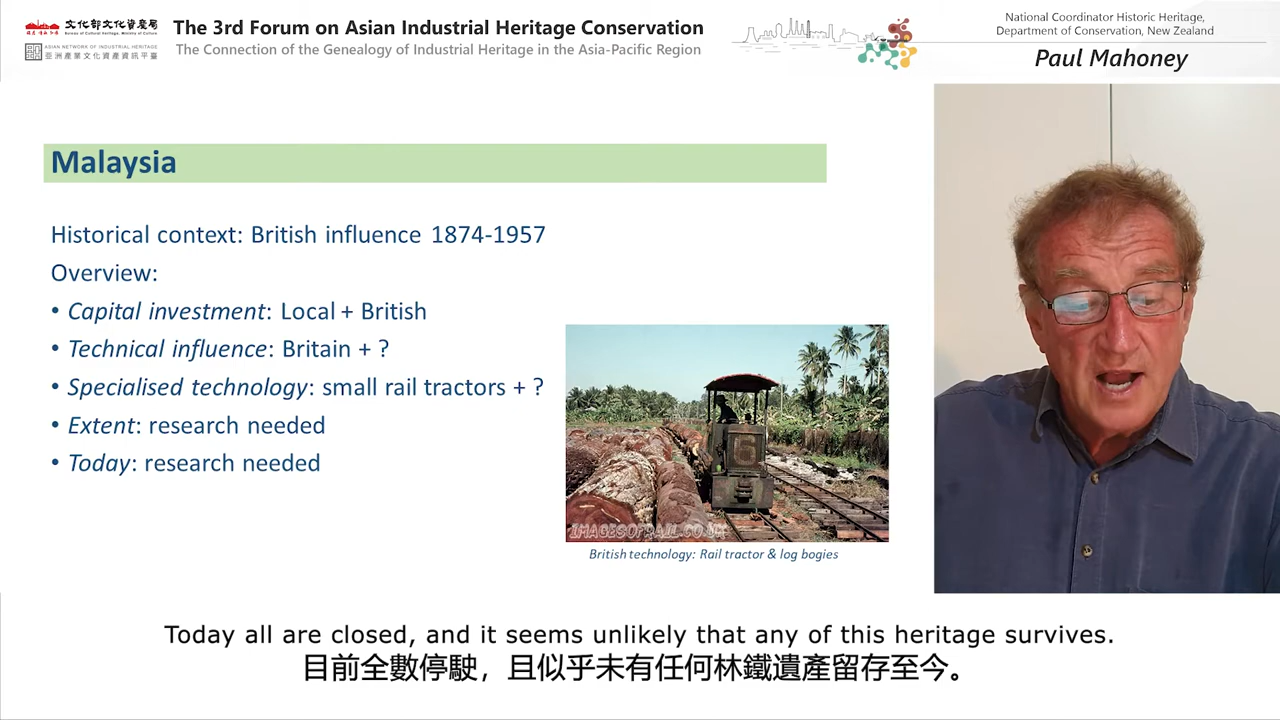 文化部文化資產局
Bureau of Cultural Heritage, Ministry of Culture
ASIAN NETWORK OF INDUSTRIAL HERITAGE
亞洲產業文化資產資訊平臺
The 3rd Forum on Asian Industrial Heritage Conservation
The Connection of the Genealogy of Industrial Heritage in the Asia-Pacific Region
National Coordinator Historic Heritage,
Department of Conservation, New Zealand
Paul Mahoney
Malaysia
Historical context: British influence 1874-1957
Overview:
• Capital investment: Local + British
• Technical influence: Britain + ?
• Specialised technology: small rail tractors + ?
• Extent: research needed
• Today: research needed
IMAGESOFRAIL.CO.UK
British technology: Rail tractor & log bogies
Today all are closed, and it seems unlikely that any of this heritage survives.
目前全數停駛，且似乎未有任何林鐵遺產留存至今。